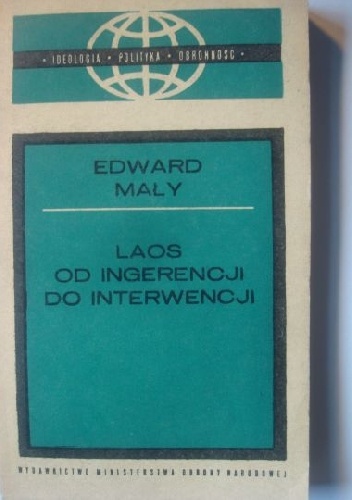 • IDEOLOGIA • POLITYKA • OBRONNOŚĆ •
EDWARD
MAŁY
LAOS
OD INGERENCJI
DO INTERWENCJI
WYDAWNICTWO MINISTERSTWA OBRONY NARODOWEJ